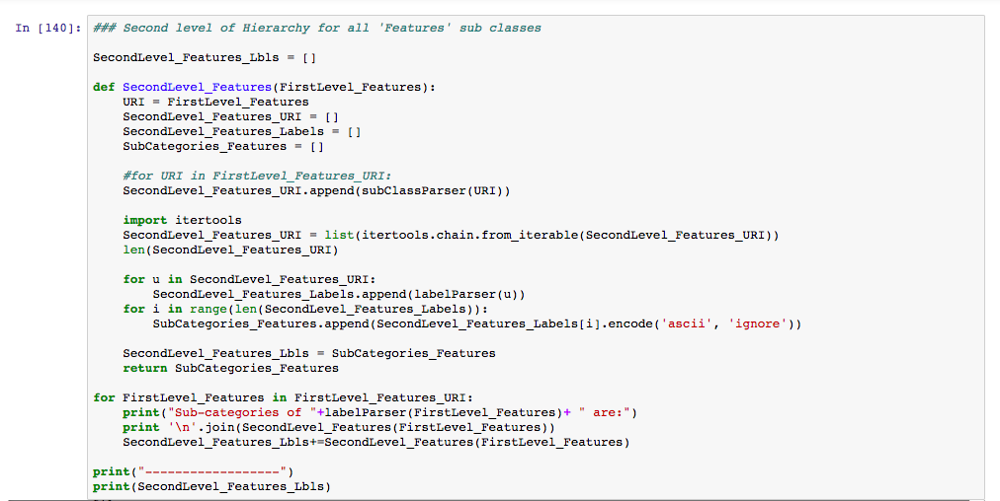 In [140]: ### Second level of Hierarchy for all 'Features' sub classes
SecondLevel_Features_Lbls = []
def SecondLevel_Features(FirstLevel_Features):
    URI = FirstLevel_Features
    SecondLevel_Features_URI = []
    SecondLevel_Features_Labels = []
    SubCategories_Features = []
    #for URI in FirstLevel_Features_URI:
    SecondLevel_Features_URI.append(subClassParser(URI))
    import itertools
    SecondLevel_Features_URI = list(itertools.chain.from_iterable(SecondLevel_Features_URI))
    len(SecondLevel_Features_URI)
    for u in SecondLevel_Features_URI:
        SecondLevel_Features_Labels.append(labelParser(u))
    for i in range(len(SecondLevel_Features_Labels)):
        SubCategories_Features.append(SecondLevel_Features_Labels[i].encode('ascii', 'ignore'))
    SecondLevel_Features_Lbls = SubCategories_Features
    return SubCategories_Features
for FirstLevel_Features in FirstLevel_Features_URI:
    print("Sub-categories of "+labelParser(FirstLevel_Features)+ " are:")
    print '\n'.join(SecondLevel_Features(FirstLevel_Features))
    SecondLevel_Features_Lbls+=SecondLevel_Features(FirstLevel_Features)
print("------------------")
print(SecondLevel_Features_Lbls)